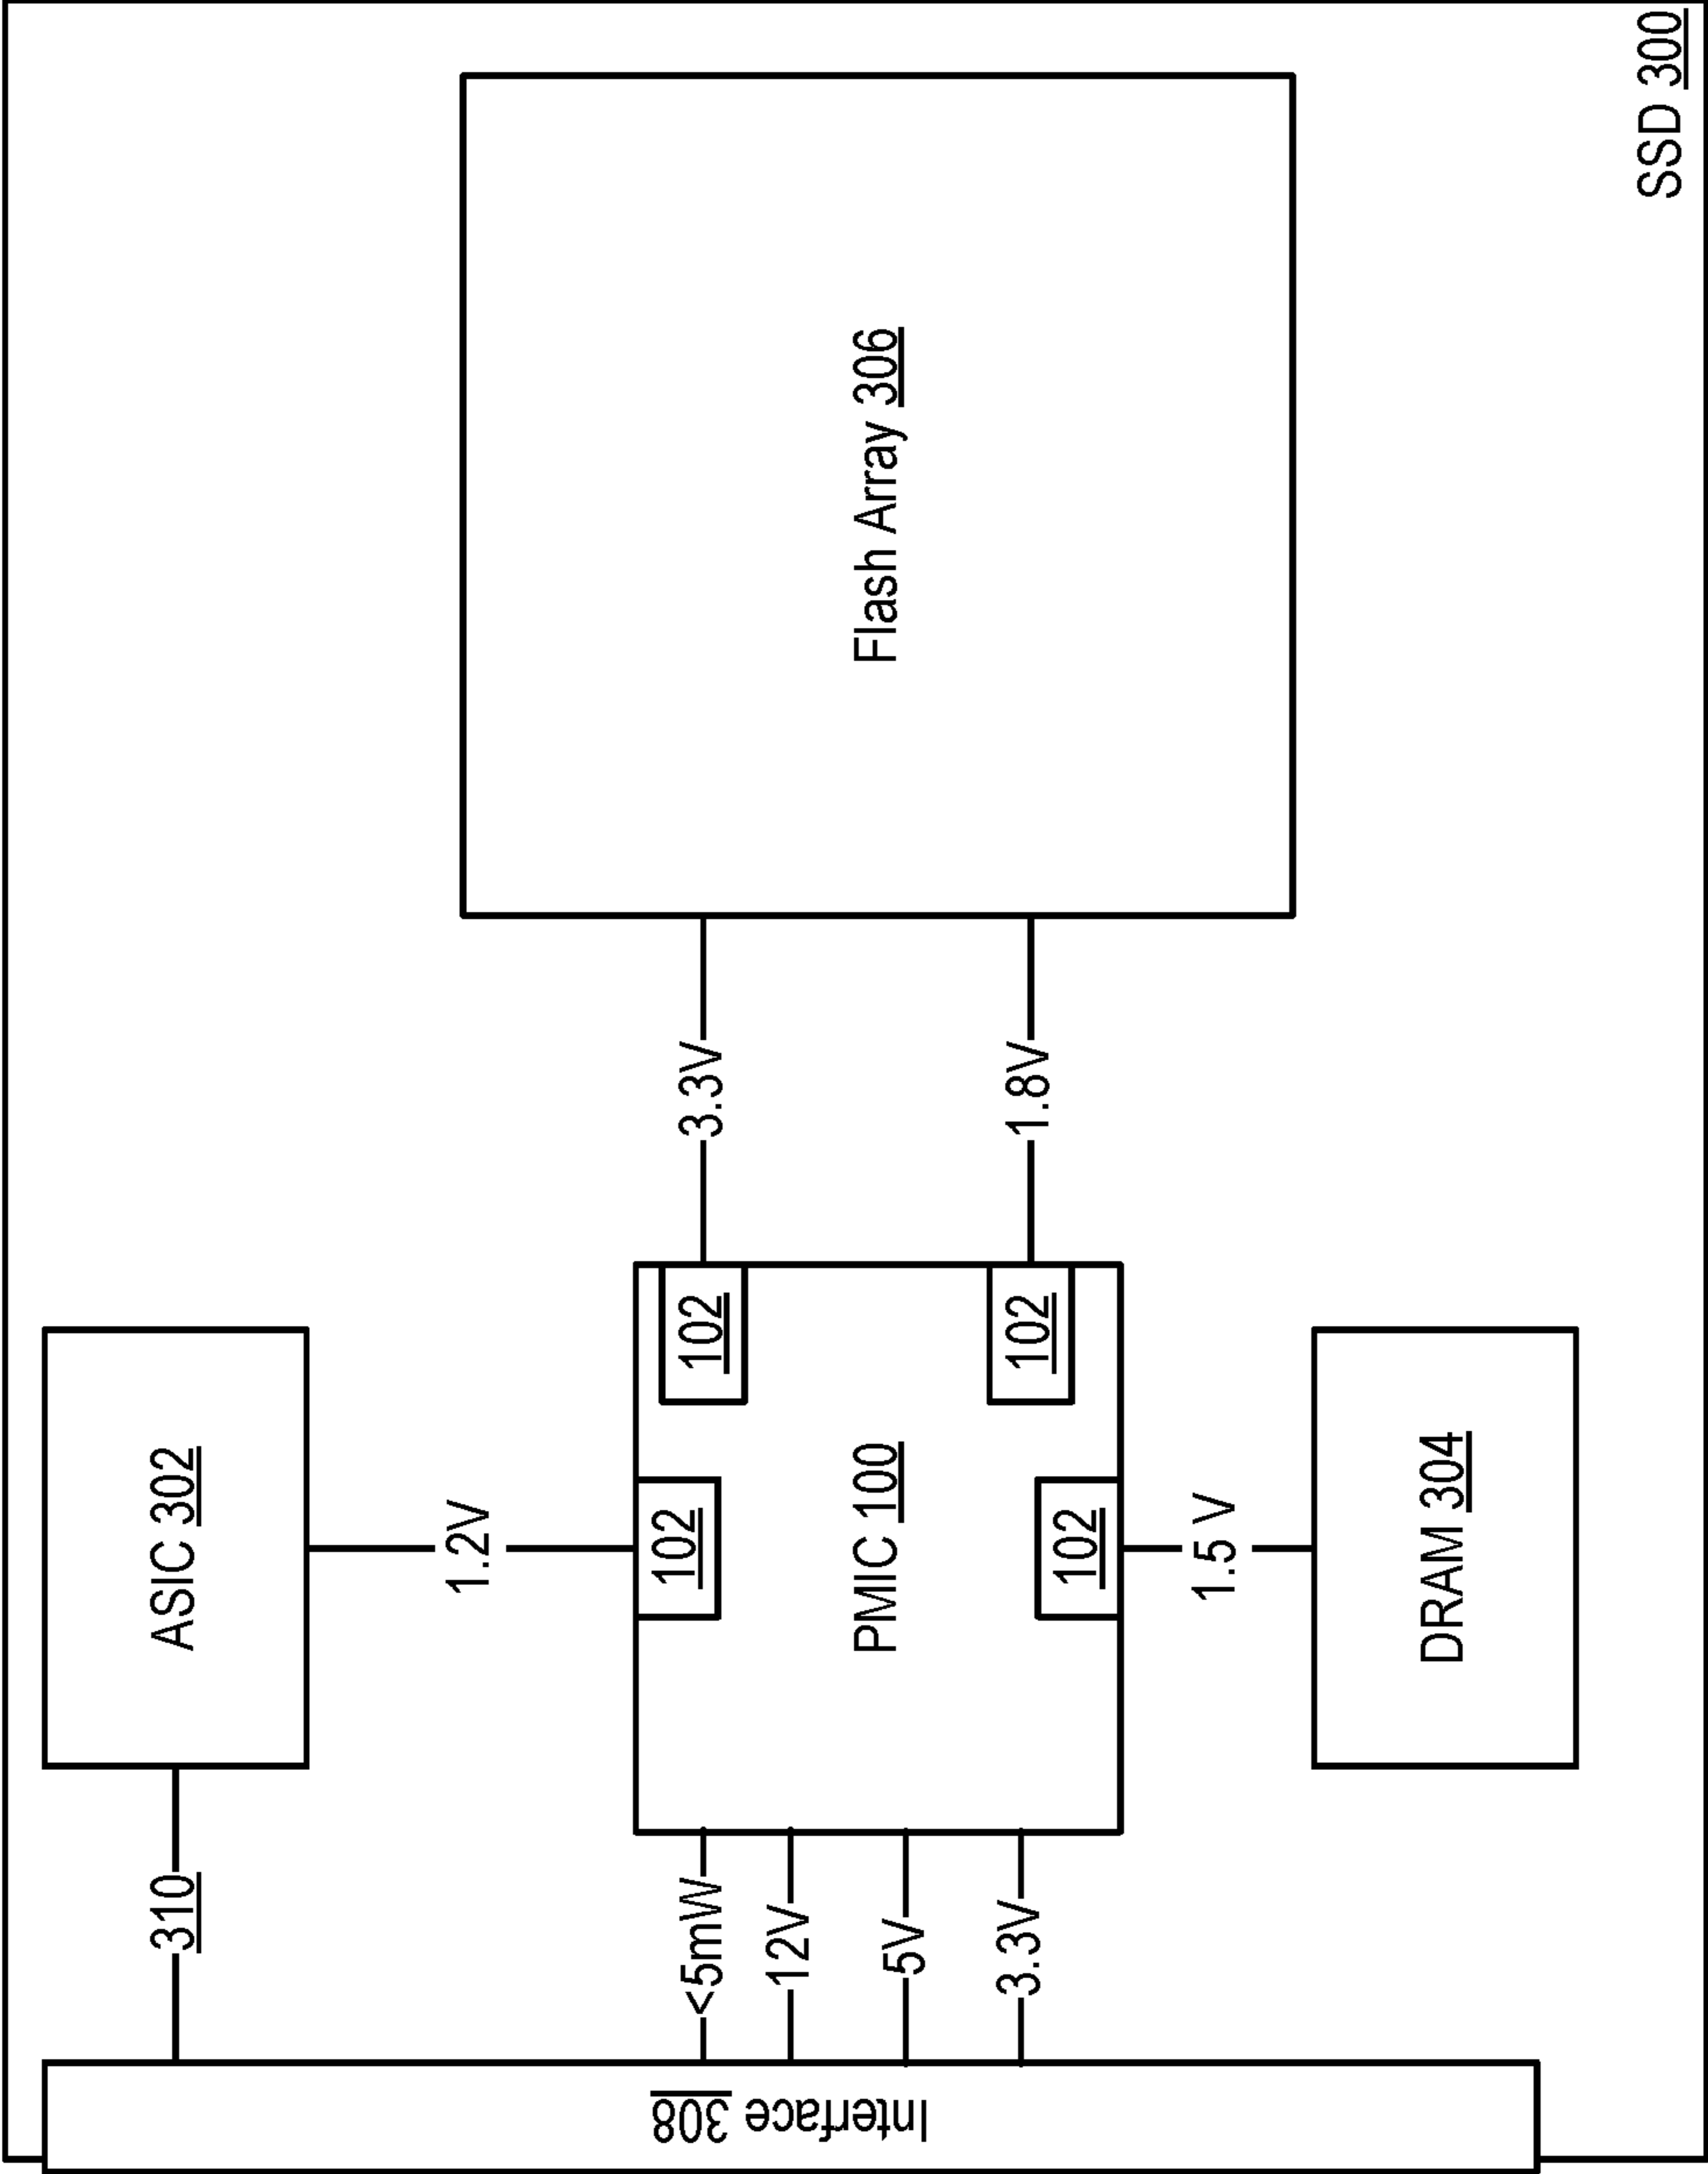 310
ASIC 302
1.2V
102
<5mW
102
3.3V
12V
Interface 308
PMIC 100
Flash Array 306
5V
3.3V
102
1.8V
102
1.5 V
DRAM 304
SSD 300